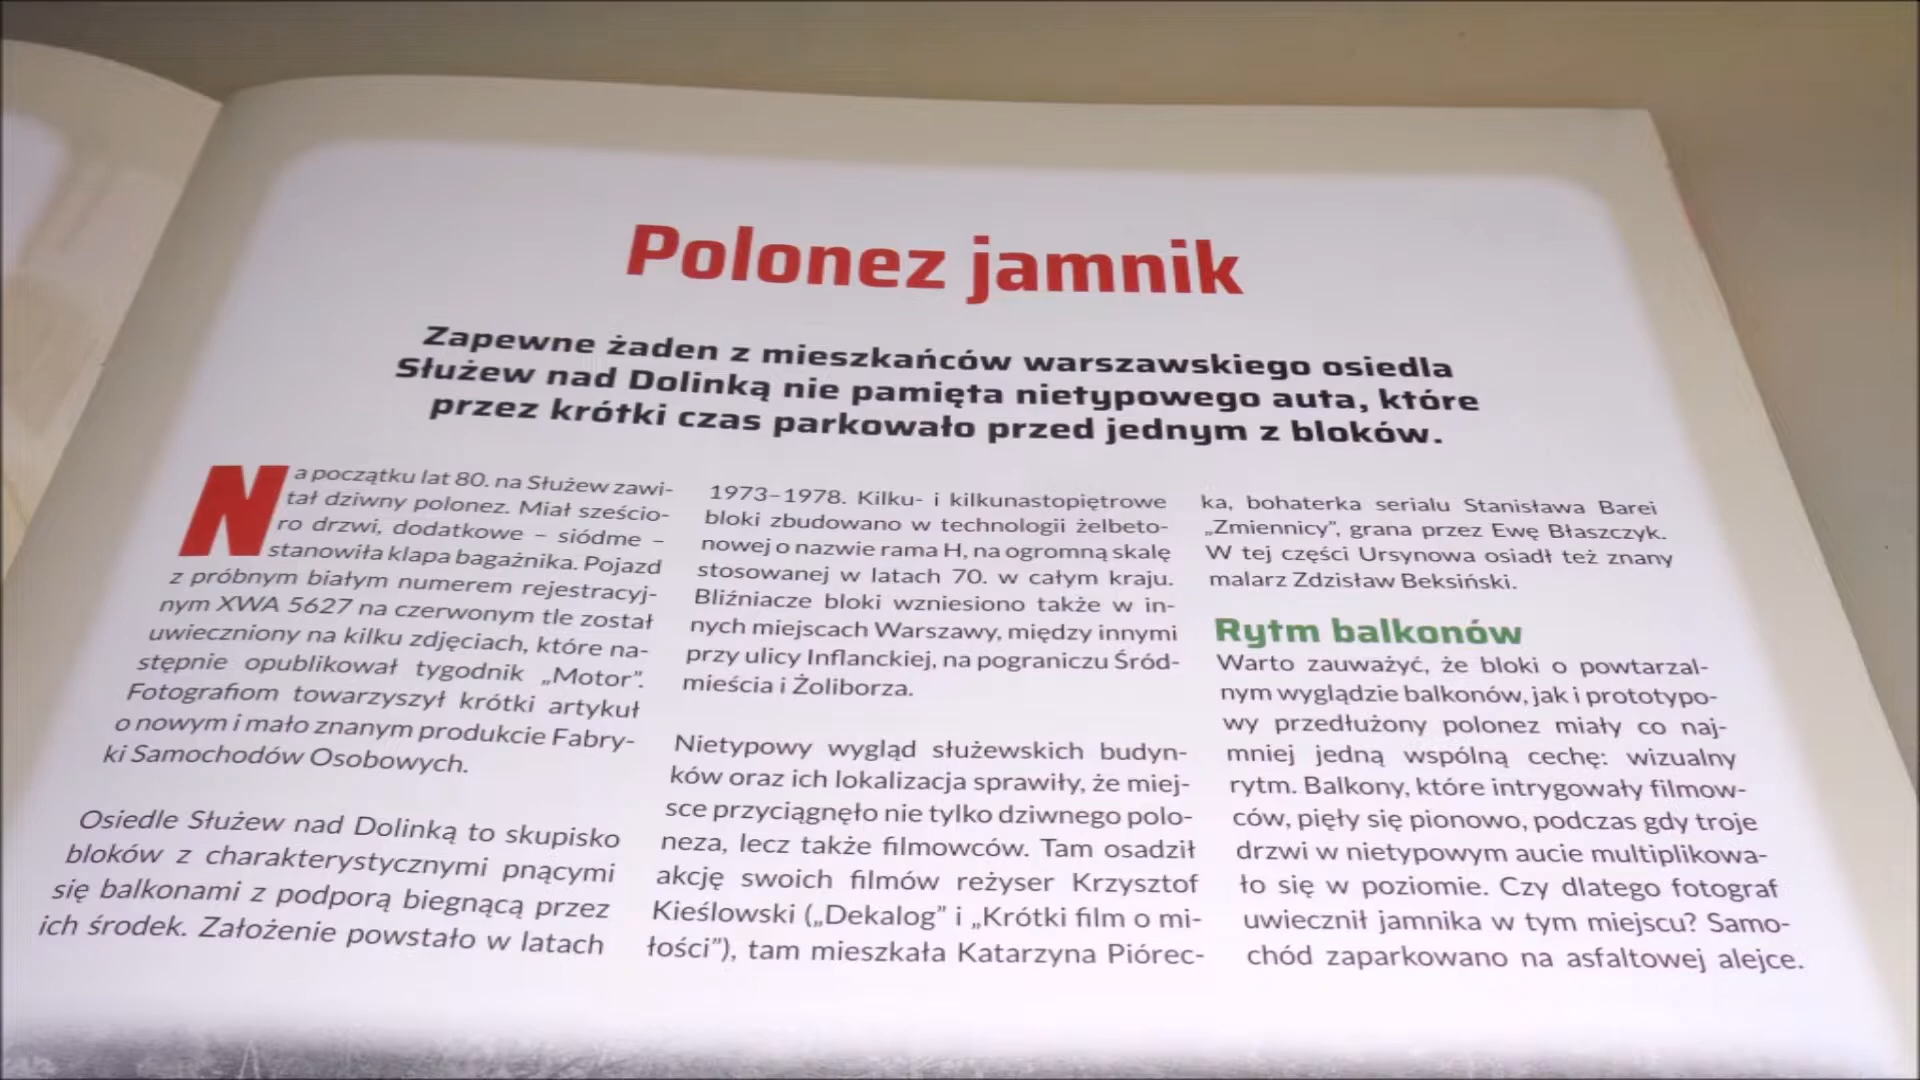 Polonez jamnik
Zapewne żaden z mieszkańców warszawskiego osiedla
Służew nad Dolinką nie pamięta nietypowego auta, które
przez krótki czas parkowało przed jednym z bloków.
Na początku lat 80. na Służew zawi-
tał dziwny polonez. Miał sześcio-
ro drzwi, dodatkowe – siódme –
stanowiła klapa bagażnika. Pojazd
z próbnym białym numerem rejestracyj-
nym XWA 5627 na czerwonym tle został
uwieczniony na kilku zdjęciach, które na-
stępnie opublikował tygodnik „Motor”.
Fotografiom towarzyszył krótki artykuł
o nowym i mało znanym produkcie Fabry-
ki Samochodów Osobowych.
Osiedle Służew nad Dolinką to skupisko
bloków z charakterystycznymi pnącymi
się balkonami z podporą biegnącą przez
ich środek. Założenie powstało w latach
1973–1978. Kilku- i kilkunastopiętrowe
bloki zbudowano w technologii żelbeto-
nowej o nazwie rama H, na ogromną skalę
stosowanej w latach 70. w całym kraju.
Bliźniacze bloki wzniesiono także w in-
nych miejscach Warszawy, między innymi
przy ulicy Inflanckiej, na pograniczu Śród-
mieścia i Żoliborza.
Nietypowy wygląd służewskich budyn-
ków oraz ich lokalizacja sprawiły, że miej-
sce przyciągnęło nie tylko dziwnego polo-
neza, lecz także filmowców. Tam osadził
akcję swoich filmów reżyser Krzysztof
Kieślowski („Dekalog” i „Krótki film o mi-
łości”), tam mieszkała Katarzyna Piórec-
ka, bohaterka serialu Stanisława Barei
„Zmiennicy”, grana przez Ewę Błaszczyk.
W tej części Ursynowa osiadł też znany
malarz Zdzisław Beksiński.
Rytm balkonów
Warto zauważyć, że bloki o powtarzal-
nym wyglądzie balkonów, jak i prototypo-
wy przedłużony polonez miały co naj-
mniej jedną wspólną cechę: wizualny
rytm. Balkony, które intrygowały filmow-
ców, pięły się pionowo, podczas gdy troje
drzwi w nietypowym aucie multiplikowa-
ło się w poziomie. Czy dlatego fotograf
uwiecznił jamnika w tym miejscu? Samo-
chód zaparkowano na asfaltowej alejce.